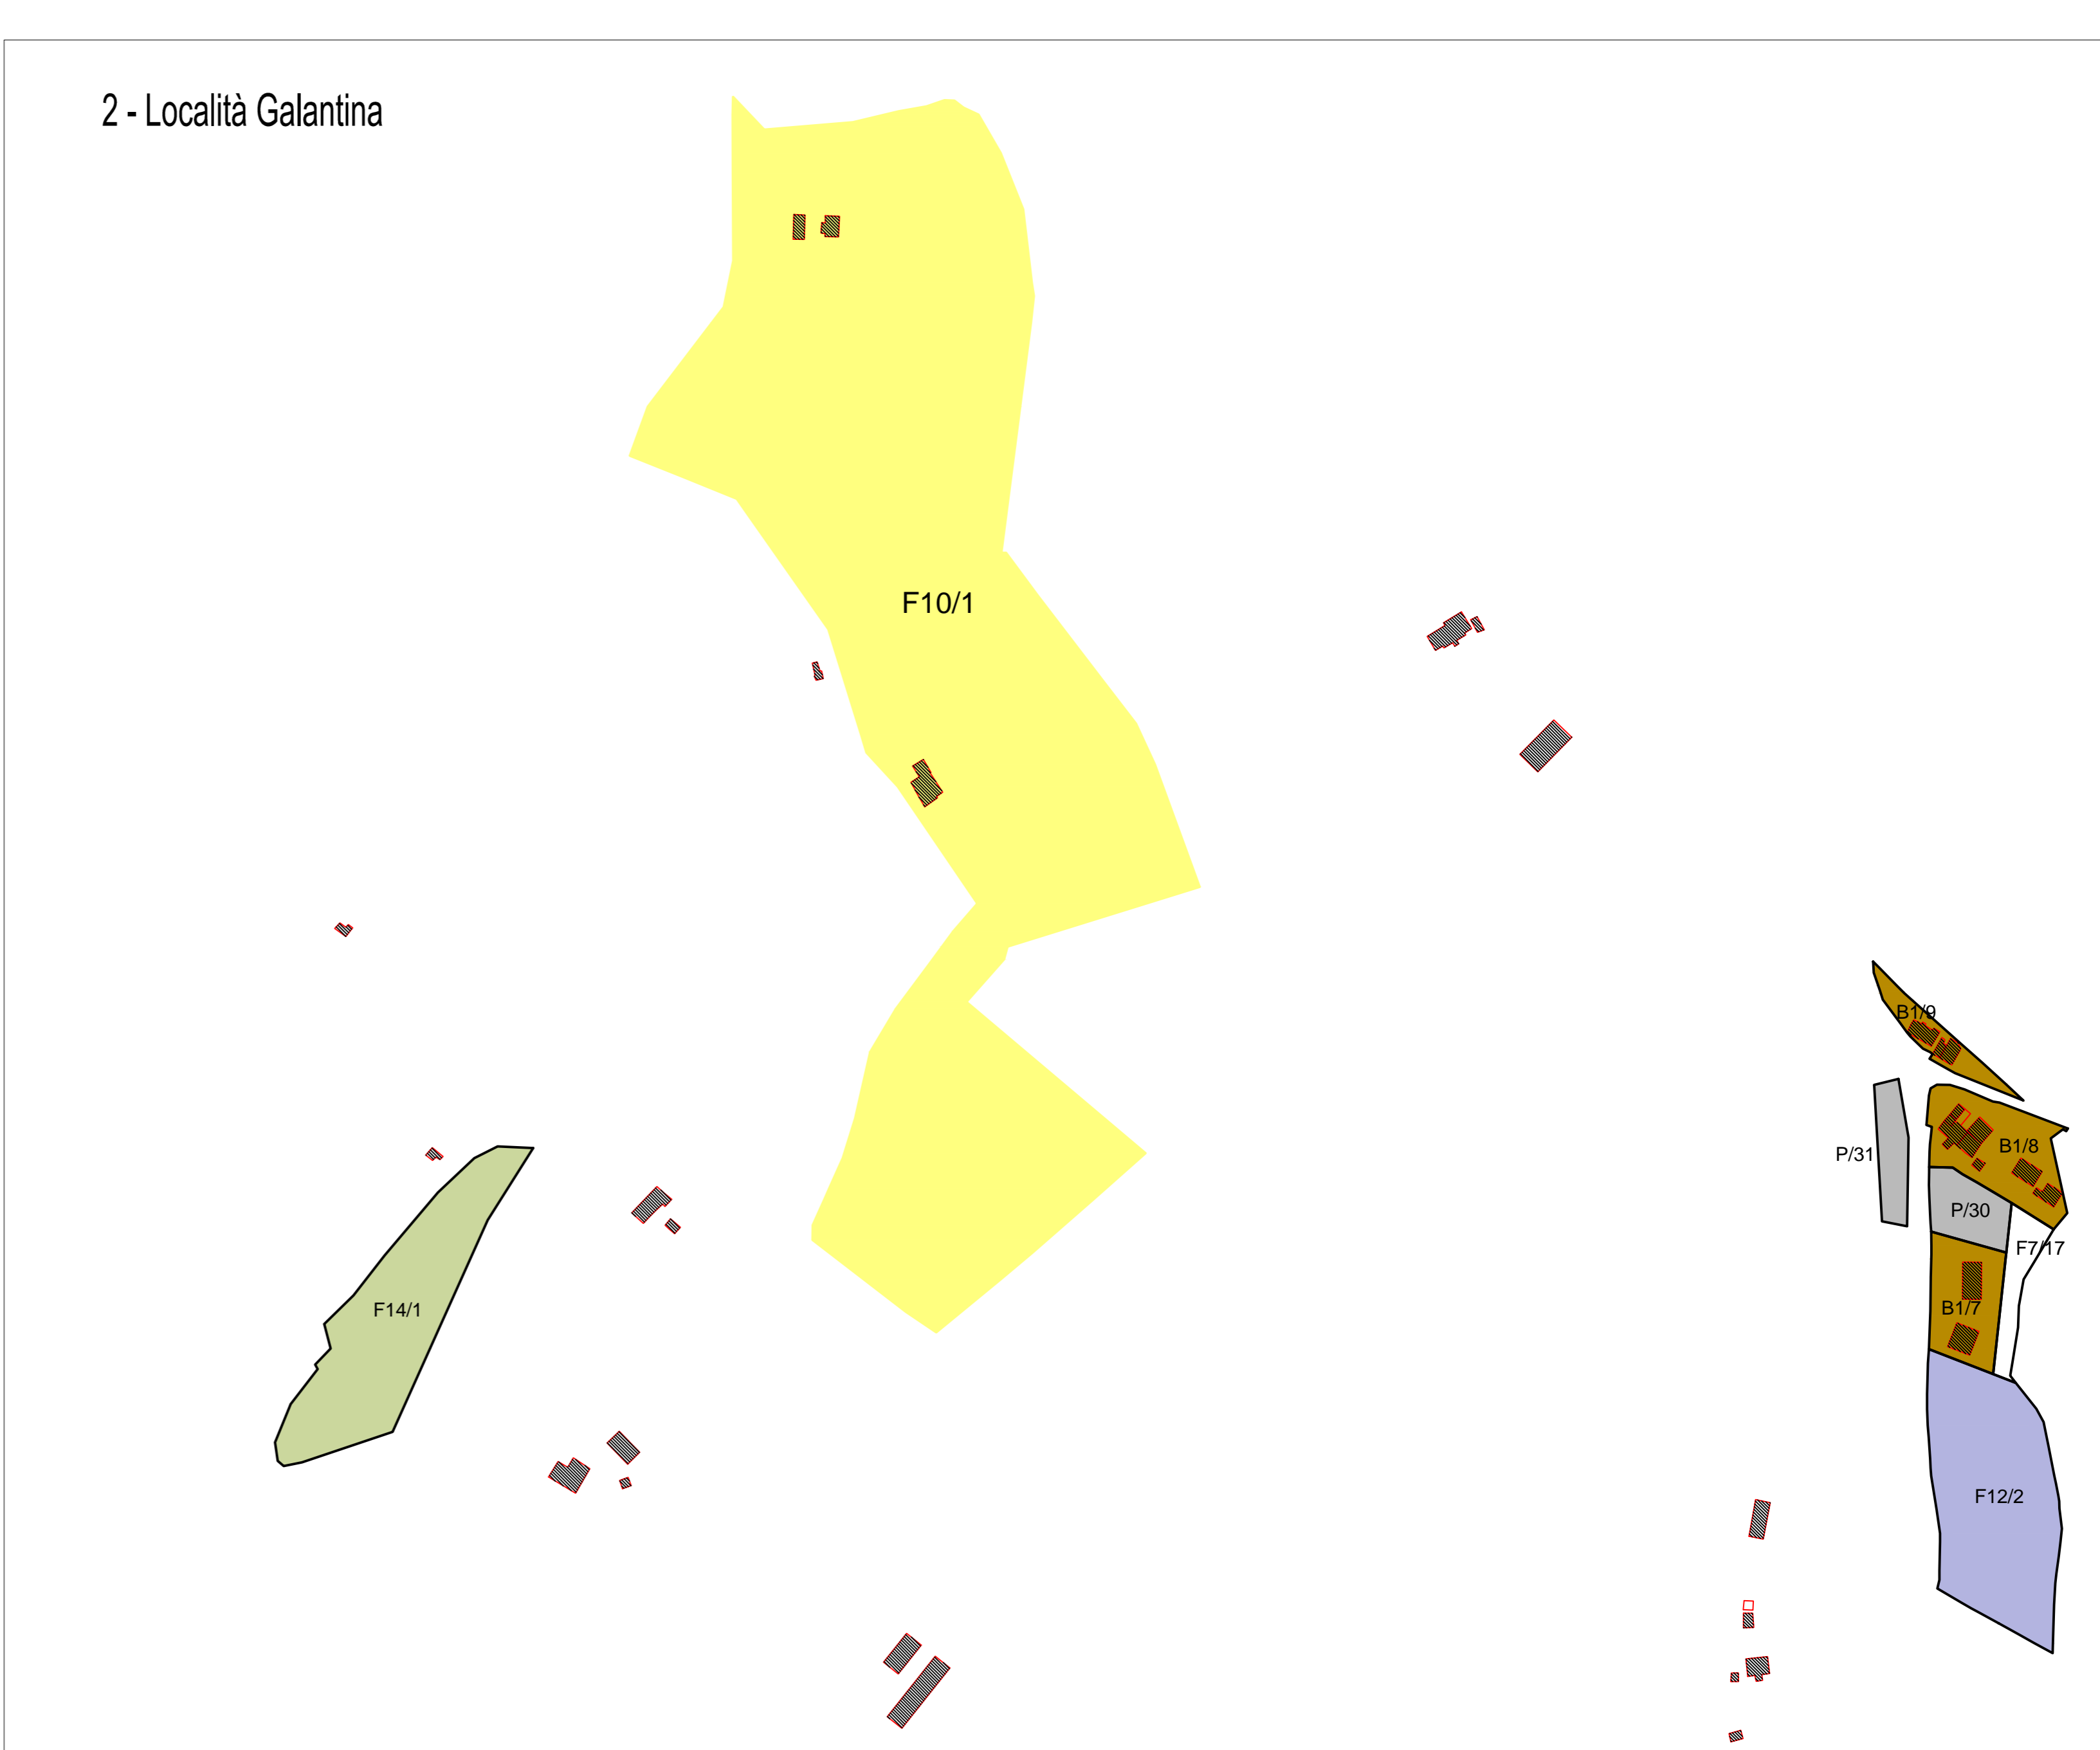 2 - Località Galantina
F10/1
B1/9
B1/8
P/31
P/30
F7/17
F14/1
B1/7
F12/2